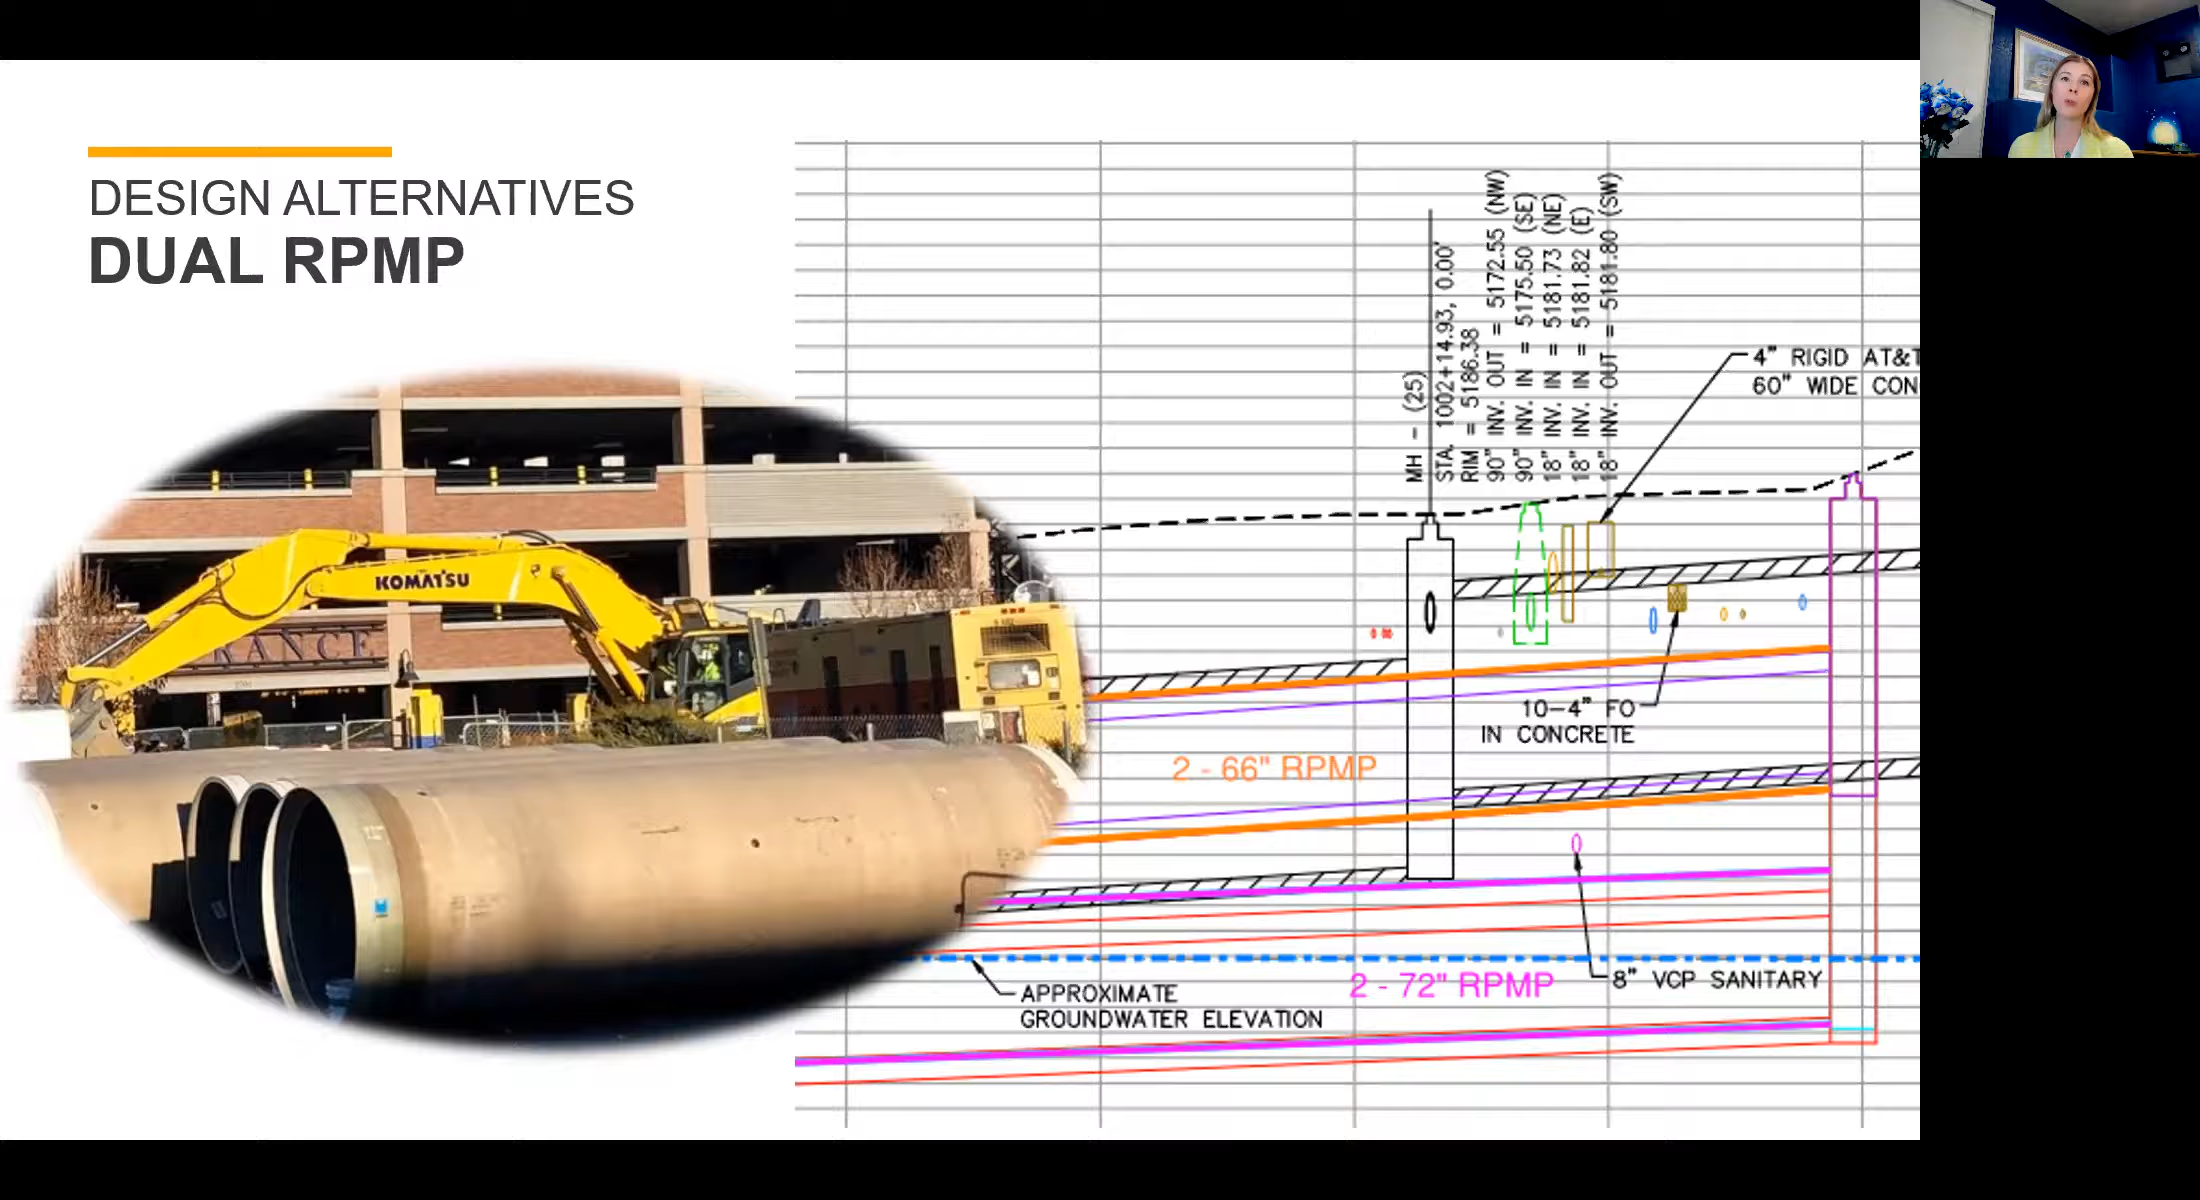 DESIGN ALTERNATIVES
DUAL RPMP
KOMATSU
RANCE
MH - (25)
STA. 1002+14.93, 0.00'
RIM = 5186.38
90" INV. OUT = 5172.55 (NW)
90" INV. IN = 5175.50 (SE)
18" INV. IN = 5181.73 (NE)
18" INV. IN = 5181.82 (E)
18" INV. OUT = 5181.80 (SW)
4" RIGID AT&T
60" WIDE CON
10-4" FO
IN CONCRETE
2 - 66" RPMP
2 - 72" RPMP
8" VCP SANITARY
APPROXIMATE
GROUNDWATER ELEVATION